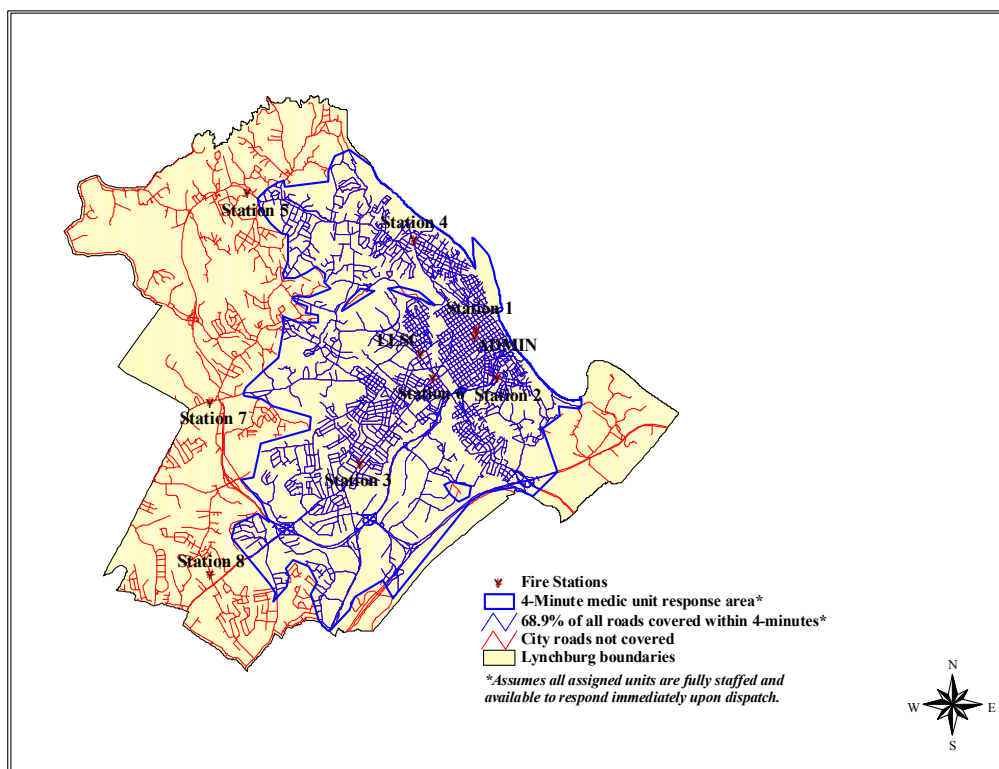 Station 5
Station 4
Station 1
ADMIN
Station 6
Station 2
Station 7
Station 3
Station 8
Fire Stations
4-Minute medic unit response area*
68.9% of all roads covered within 4-minutes*
City roads not covered
Lynchburg boundaries
*Assumes all assigned units are fully staffed and
available to respond immediately upon dispatch.
N
W
E
S